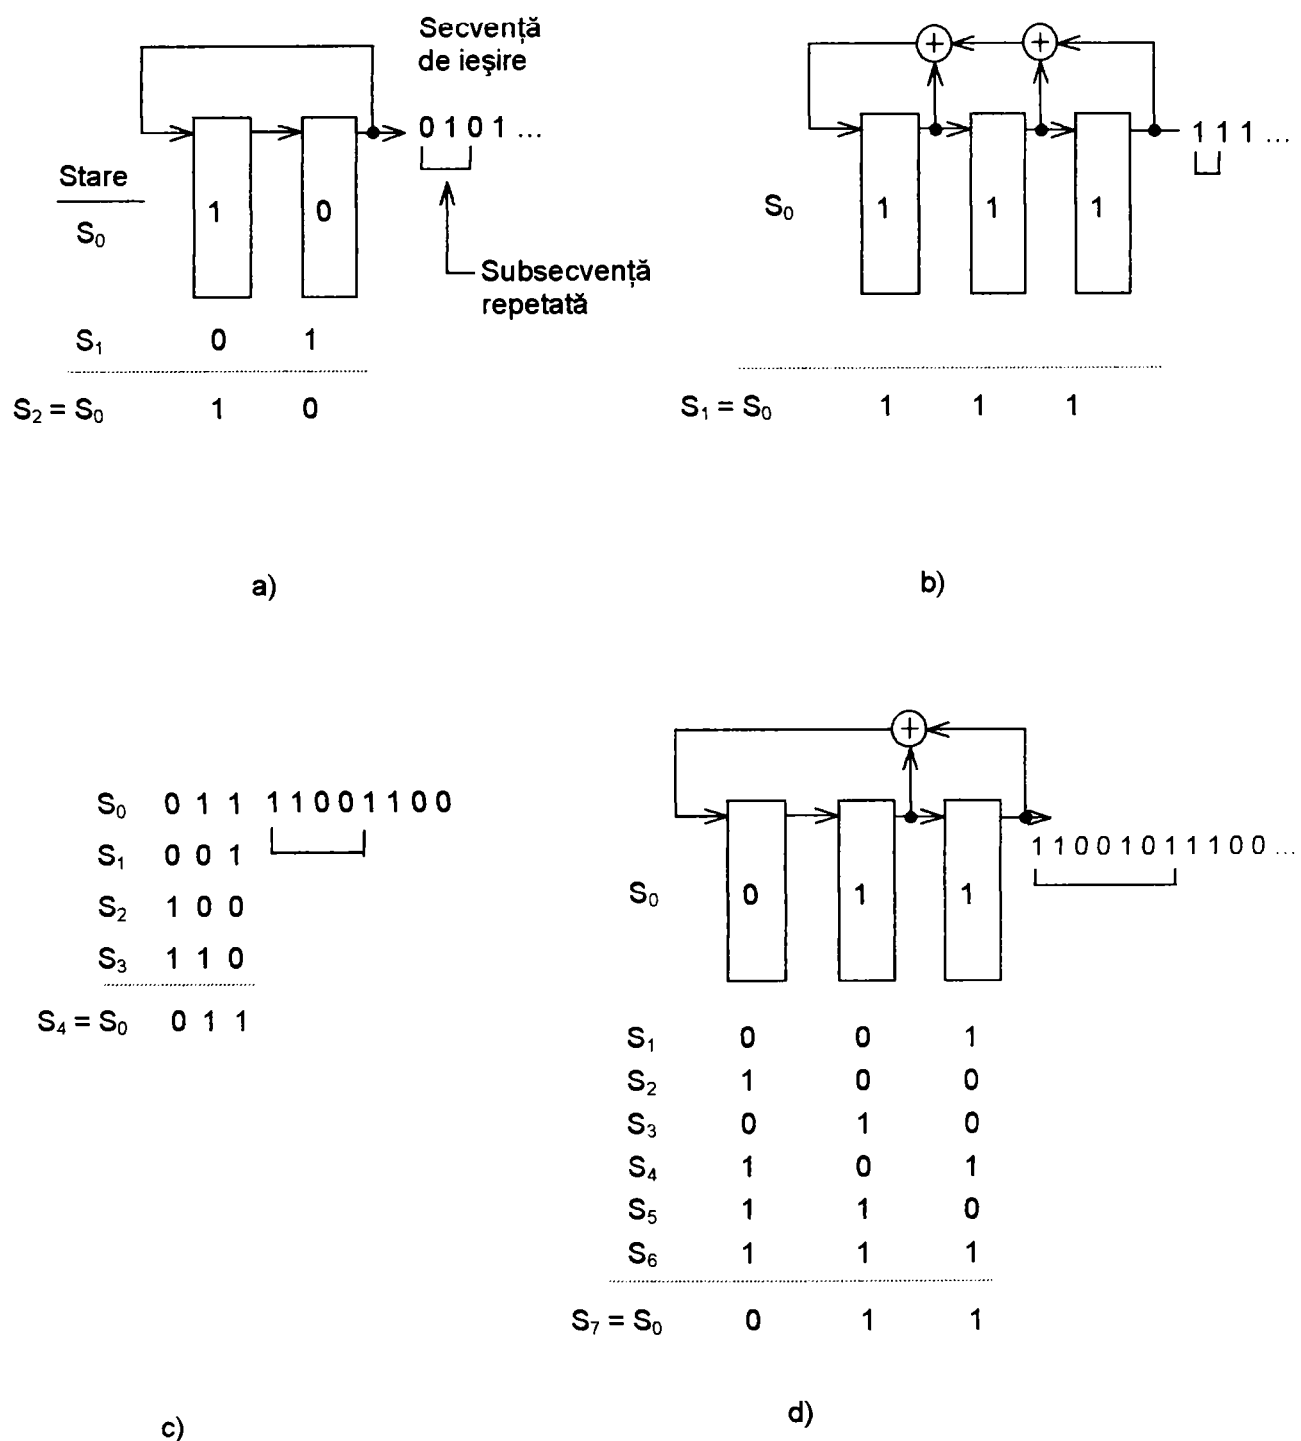 Secvenţă
de ieşire
0 1 0 1 ...
Stare
S₀
1 0
Subsecvenţă
repetată
S₁ 0 1
S₂ = S₀ 1 0
a)
+ +
1 1 1 ...
S₀ 1 1 1
S₁ = S₀ 1 1 1
b)
S₀ 0 1 1 1 1 0 0 1 1 0 0
S₁ 0 0 1
S₂ 1 0 0
S₃ 1 1 0
S₄ = S₀ 0 1 1
c)
+
1 1 0 0 1 0 1 1 1 0 0 ...
S₀ 0 1 1
S₁ 0 0 1
S₂ 1 0 0
S₃ 0 1 0
S₄ 1 0 1
S₅ 1 1 0
S₆ 1 1 1
S₇ = S₀ 0 1 1
d)